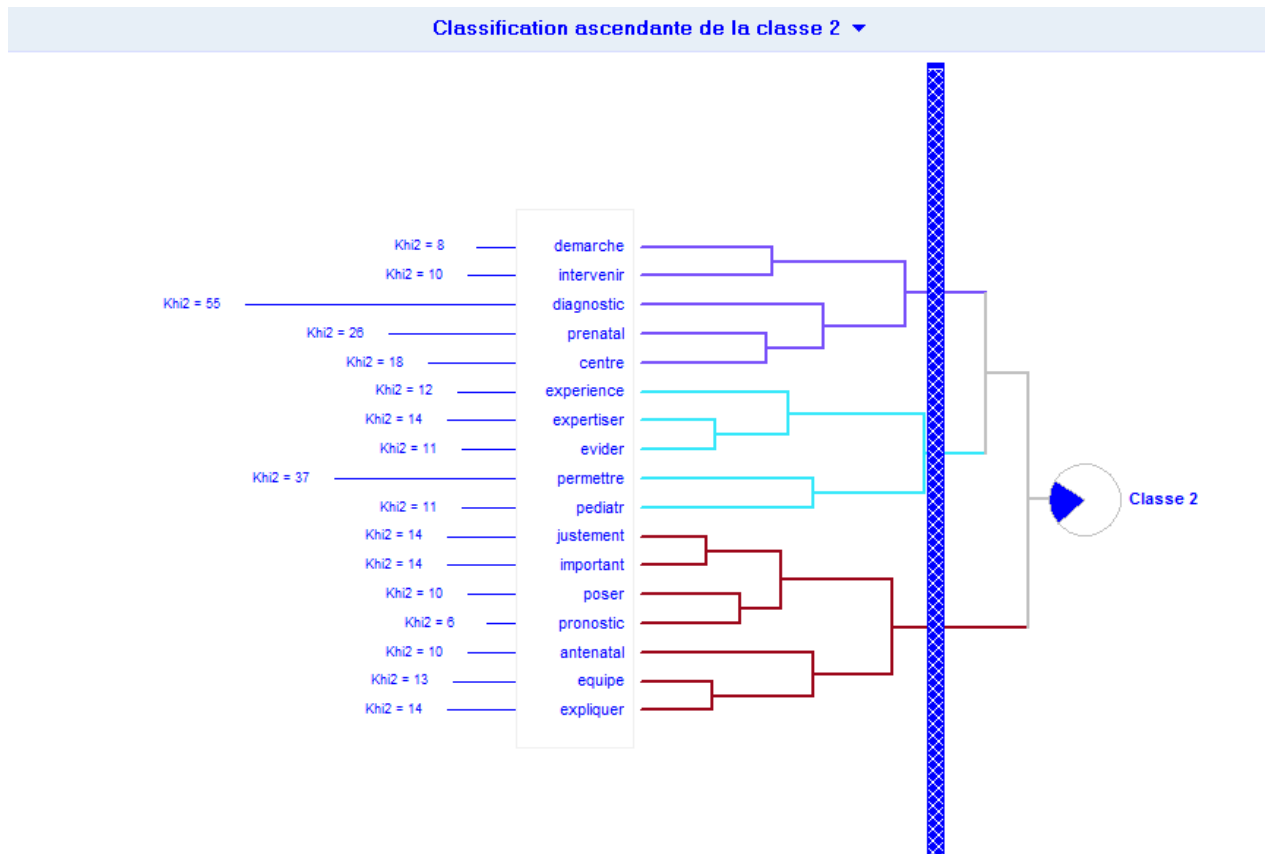 Classification ascendante de la classe 2
Khi2 = 8 demarche
Khi2 = 10 intervenir
Khi2 = 55 diagnostic
Khi2 = 26 prenatal
Khi2 = 18 centre
Khi2 = 12 experience
Khi2 = 14 expertiser
Khi2 = 11 evider
Khi2 = 37 permettre
Khi2 = 11 pediatr
Khi2 = 14 justement
Khi2 = 14 important
Khi2 = 10 poser
Khi2 = 6 pronostic
Khi2 = 10 antenatal
Khi2 = 13 equipe
Khi2 = 14 expliquer
Classe 2